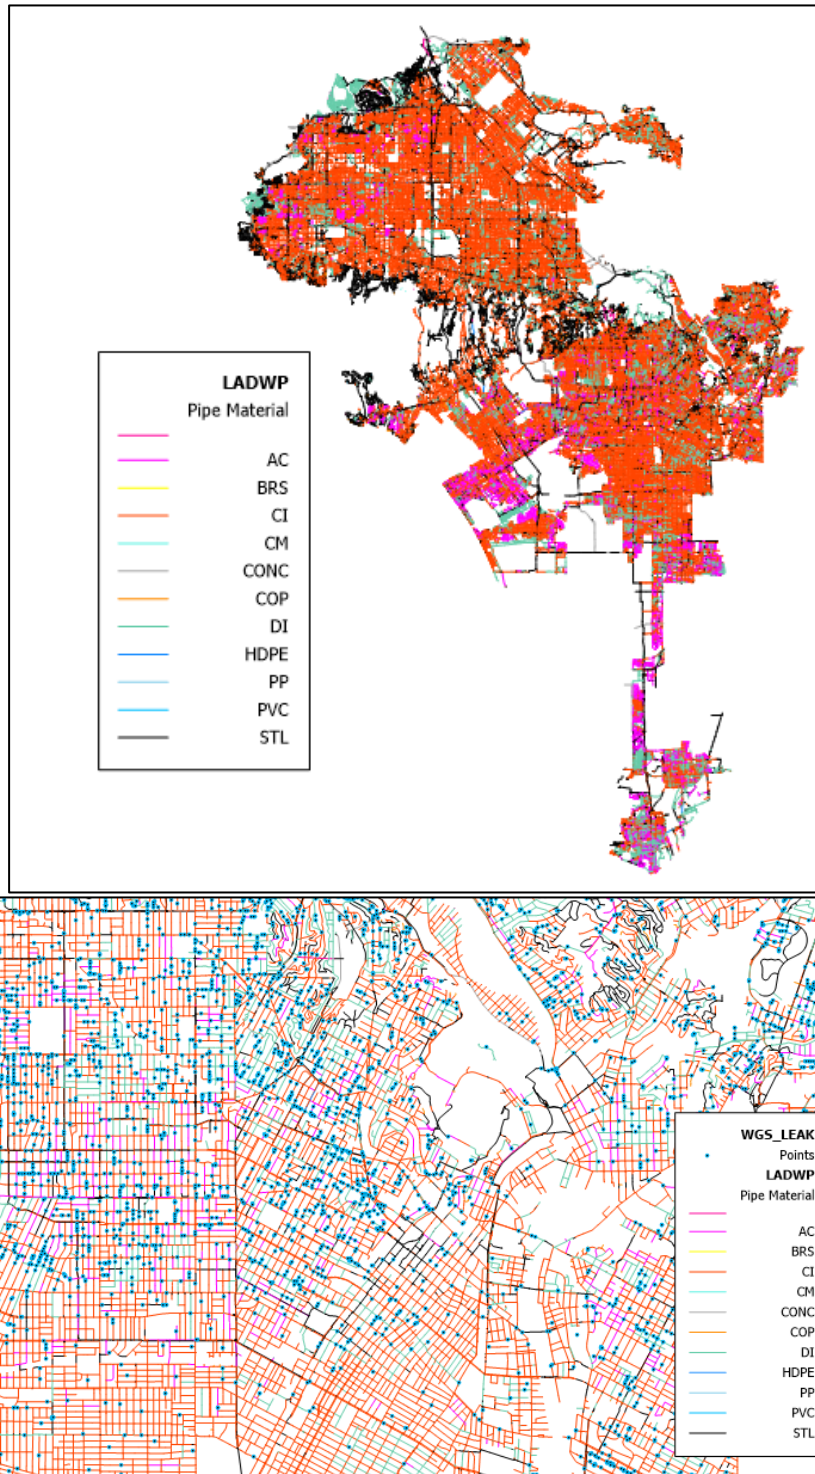 LADWP
Pipe Material
AC
BRS
CI
CM
CONC
COP
DI
HDPE
PP
PVC
STL
WGS_LEAK
Points
LADWP
Pipe Material
AC
BRS
CI
CM
CONC
COP
DI
HDPE
PP
PVC
STL